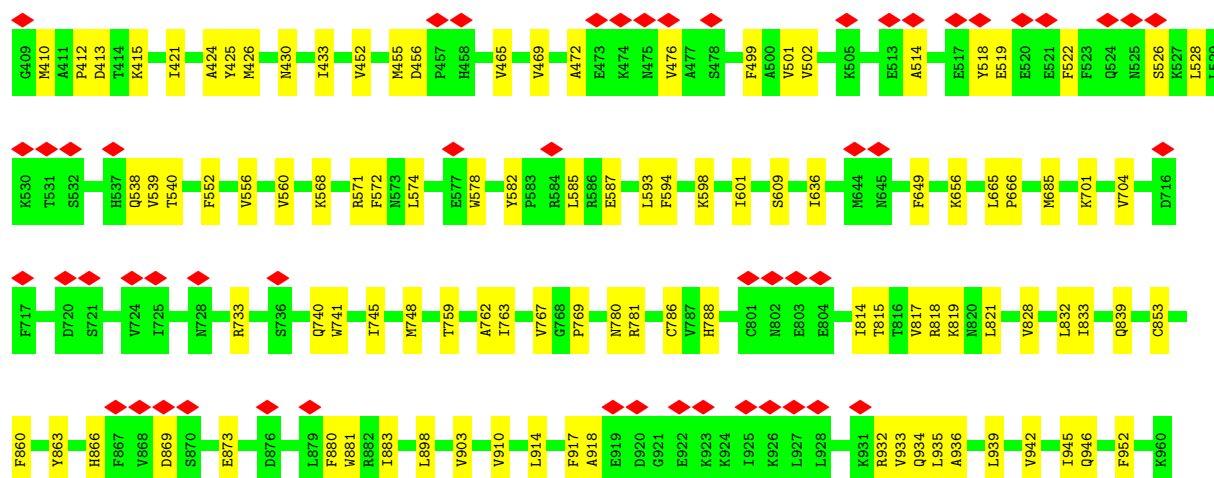 G409 M410 A411 P412 D413 T414 K415 I421 A424 Y425 M426 N430 I433 V452 M455 D456 P457 H458 V465 V469 A472 E473 K474 N475 V476 A477 S478 F499 A500 V501 V502 K505 E513 A514 E517 Y518 E519 E520 E521 F522 F523 Q524 N525 S526 K527 L528 L529
K530 T531 S532 H537 Q538 V539 T540 F552 V556 V560 K568 R571 F572 N573 L574 E577 W578 Y582 P583 R584 L585 R586 E587 L593 F594 K598 I601 S609 I636 M644 N645 F649 K656 L665 P666 M685 K701 V704 D716
F717 D720 S721 V724 I725 N728 R733 S736 Q740 W741 I745 M748 T759 A762 I763 V767 G768 P769 N780 R781 C786 V787 H788 C801 N802 E803 E804 I814 T815 T816 V817 R818 K819 N820 L821 V828 L832 I833 Q839 C853
F860 Y863 H866 F867 V868 D869 S870 E873 D876 L879 F880 W881 R882 I883 L898 V903 V910 L914 F917 A918 E919 D920 G921 E922 K923 K924 I925 K926 L927 L928 K931 R932 V933 Q934 L935 A936 L939 V942 I945 Q946 F952 K960